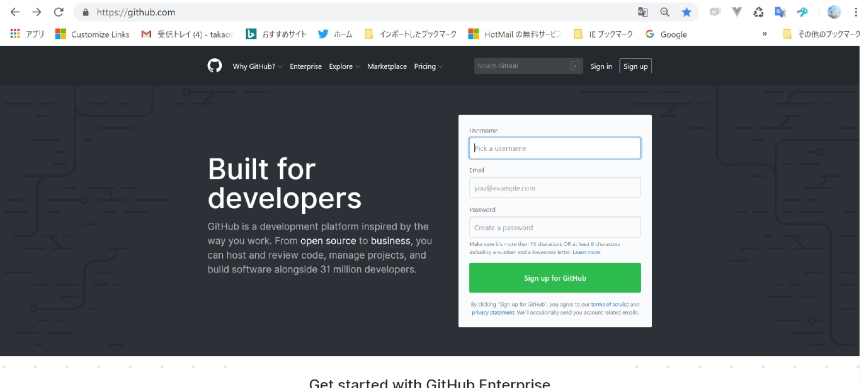 https://github.com
アプリ Customize Links 受信トレイ (4) - takao おすすめサイト ホーム インポートしたブックマーク HotMail の無料サービ IE ブックマーク Google » その他のブックマーク
Why GitHub? Enterprise Explore Marketplace Pricing Search GitHub / Sign in Sign up
Built for
developers
GitHub is a development platform inspired by the
way you work. From open source to business, you
can host and review code, manage projects, and
build software alongside 31 million developers.
Username
Pick a username
Email
you@example.com
Password
Create a password
Make sure it's more than 15 characters OR at least 8 characters
including a number and a lowercase letter. Learn more.
Sign up for GitHub
By clicking "Sign up for GitHub", you agree to our terms of service and
privacy statement. We'll occasionally send you account related emails.
Get started with GitHub Enterprise